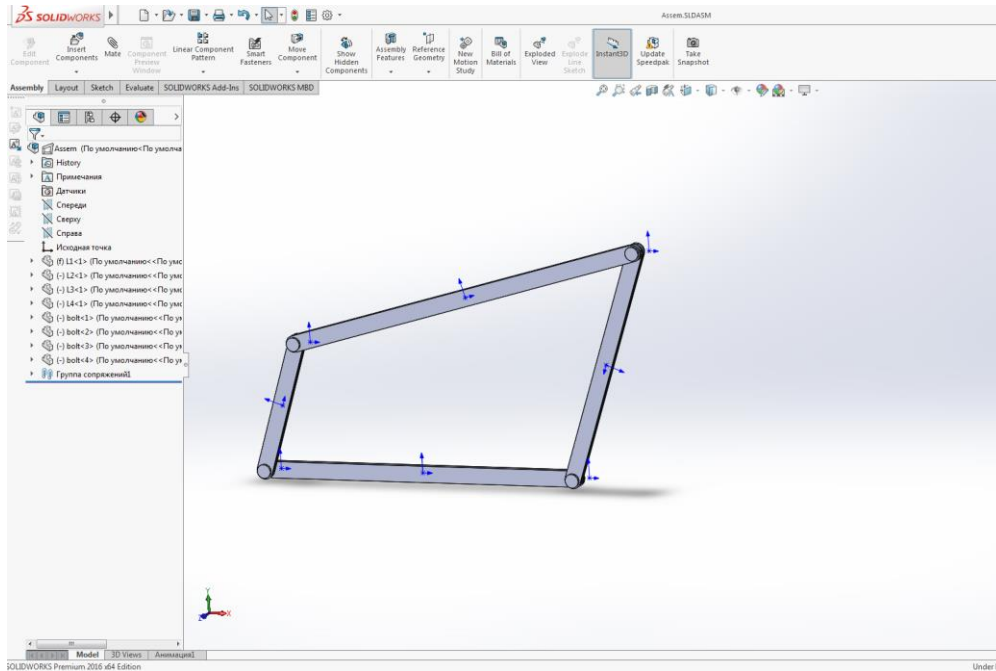 SOLIDWORKS
Assem.SLDASM
Edit Component
Insert Components
Mate
Component Preview Window
Linear Component Pattern
Smart Fasteners
Move Component
Show Hidden Components
Assembly Features
Reference Geometry
New Motion Study
Bill of Materials
Exploded View
Explode Line Sketch
Instant3D
Update Speedpak
Take Snapshot
Assembly Layout Sketch Evaluate SOLIDWORKS Add-Ins SOLIDWORKS MBD
Assem (По умолчанию<По умолча
History
Примечания
Датчики
Спереди
Сверху
Справа
Исходная точка
(f) L1<1> (По умолчанию<<По умо
(-) L2<1> (По умолчанию<<По умо
(-) L3<1> (По умолчанию<<По умо
(-) L4<1> (По умолчанию<<По умо
(-) bolt<1> (По умолчанию<<По ум
(-) bolt<2> (По умолчанию<<По ум
(-) bolt<3> (По умолчанию<<По ум
(-) bolt<4> (По умолчанию<<По ум
Группа сопряжений1
Y
X
Z
Model 3D Views Анимация1
SOLIDWORKS Premium 2016 x64 Edition
Under